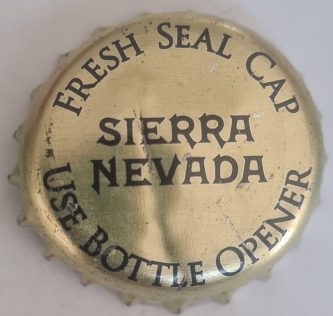 FRESH SEAL CAP
SIERRA
NEVADA
USE BOTTLE OPENER